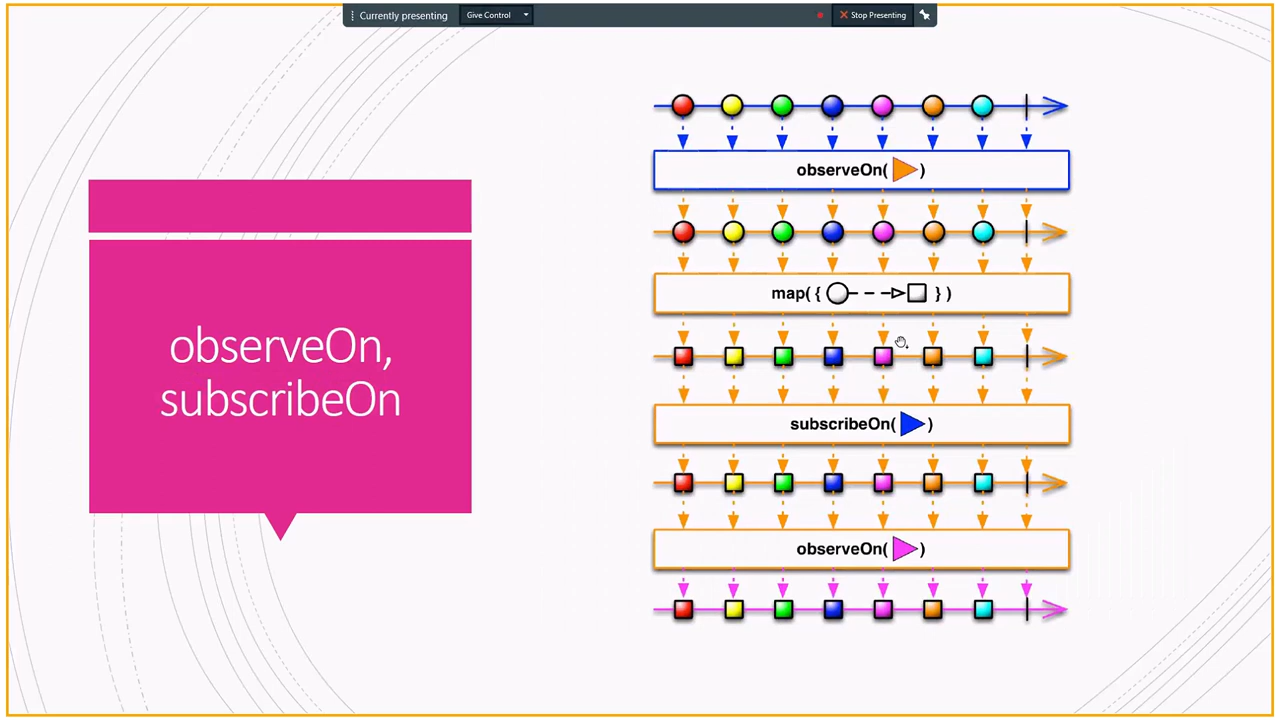 Currently presenting
Give Control
Stop Presenting
observeOn,
subscribeOn
observeOn( )
map( { } )
subscribeOn( )
observeOn( )